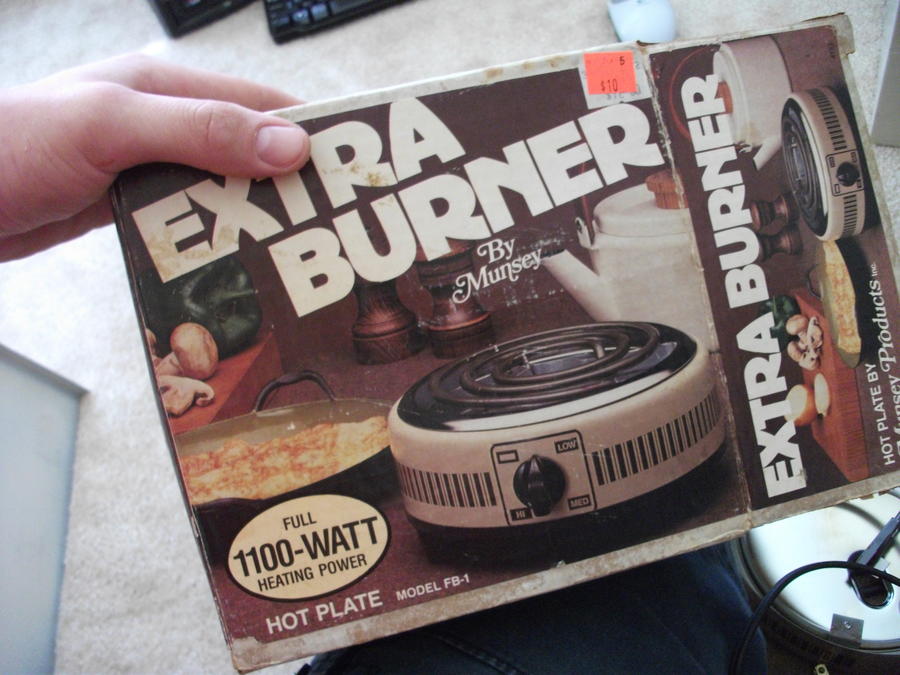 EXTRA
BURNER
By
Munsey
LOW
HI
MED
FULL
1100-WATT
HEATING POWER
HOT PLATE MODEL FB-1
5
$10
EXTRA BURNER
HOT PLATE BY
Munsey Products Inc.